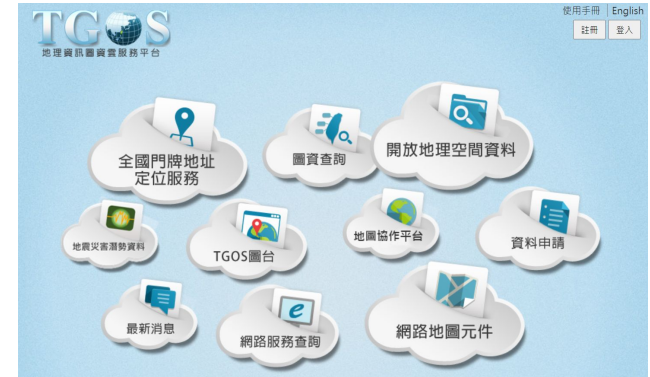 使用手冊 English
TGOS
地理資訊圖資雲服務平台
註冊 登入
全國門牌地址
定位服務
圖資查詢
開放地理空間資料
地震災害潛勢資料
TGOS圖台
地圖協作平台
資料申請
最新消息
網路服務查詢
網路地圖元件